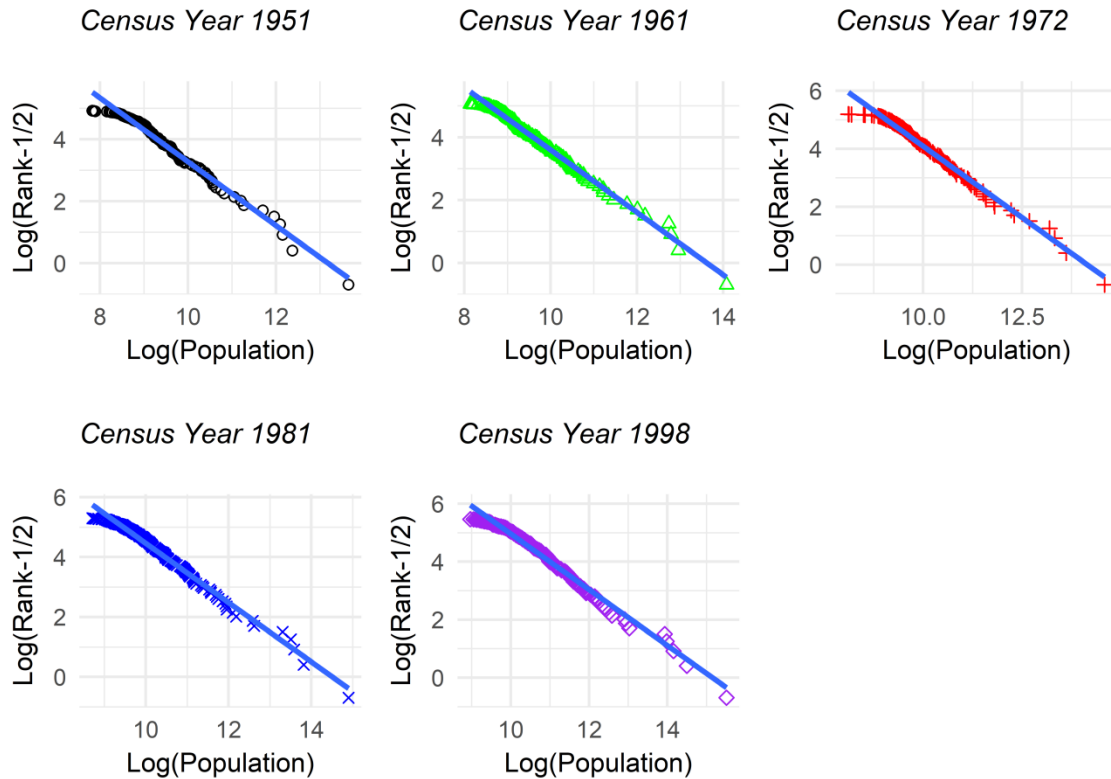 Census Year 1951
Census Year 1961
Census Year 1972
Log(Rank-1/2)
4
2
0
8
10
12
Log(Population)
Log(Rank-1/2)
4
2
0
8
10
12
14
Log(Population)
Log(Rank-1/2)
6
4
2
0
10.0
12.5
Log(Population)
Census Year 1981
Census Year 1998
Log(Rank-1/2)
6
4
2
0
10
12
14
Log(Population)
Log(Rank-1/2)
6
4
2
0
10
12
14
Log(Population)